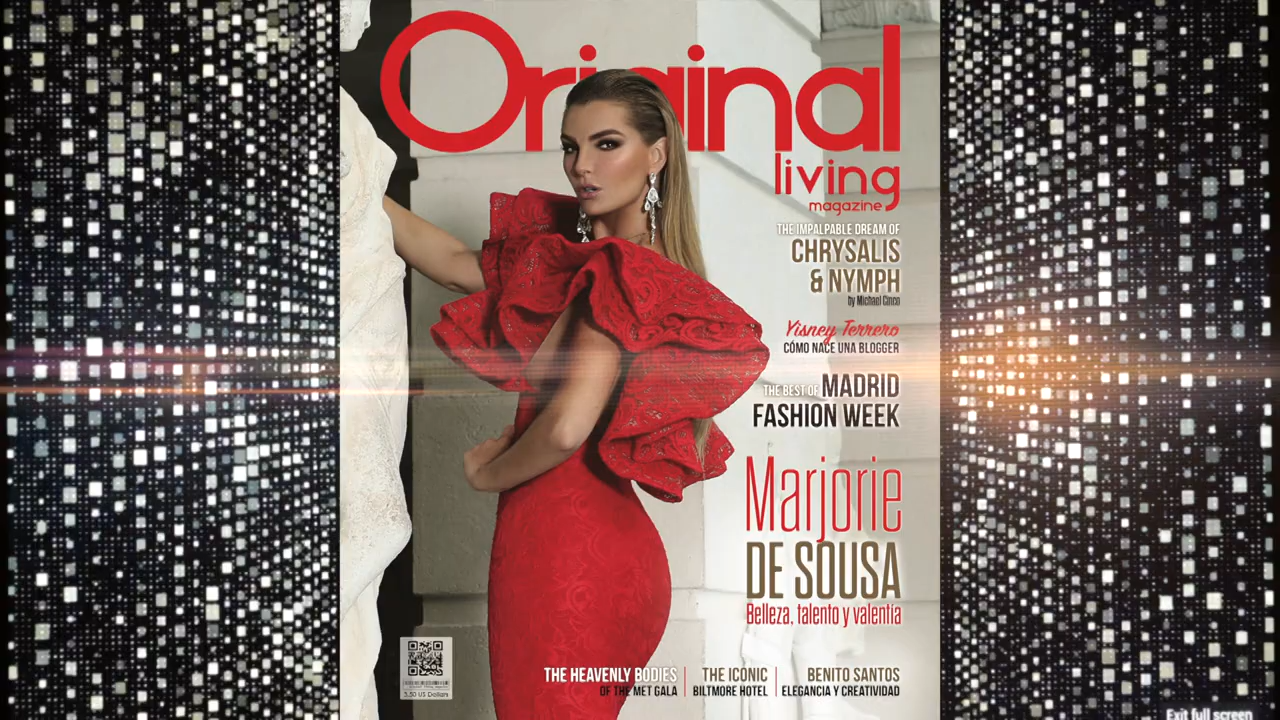 Original
living
magazine
THE IMPALPABLE DREAM OF
CHRYSALIS
& NYMPH
by Michael Cinco
Yisney Terrero
CÓMO NACE UNA BLOGGER
THE BEST OF MADRID
FASHION WEEK
Marjorie
DE SOUSA
Belleza, talento y valentía
THE HEAVENLY BODIES
OF THE MET GALA
THE ICONIC
BILTMORE HOTEL
BENITO SANTOS
ELEGANCIA Y CREATIVIDAD
5.50 US Dollars
Exit full screen